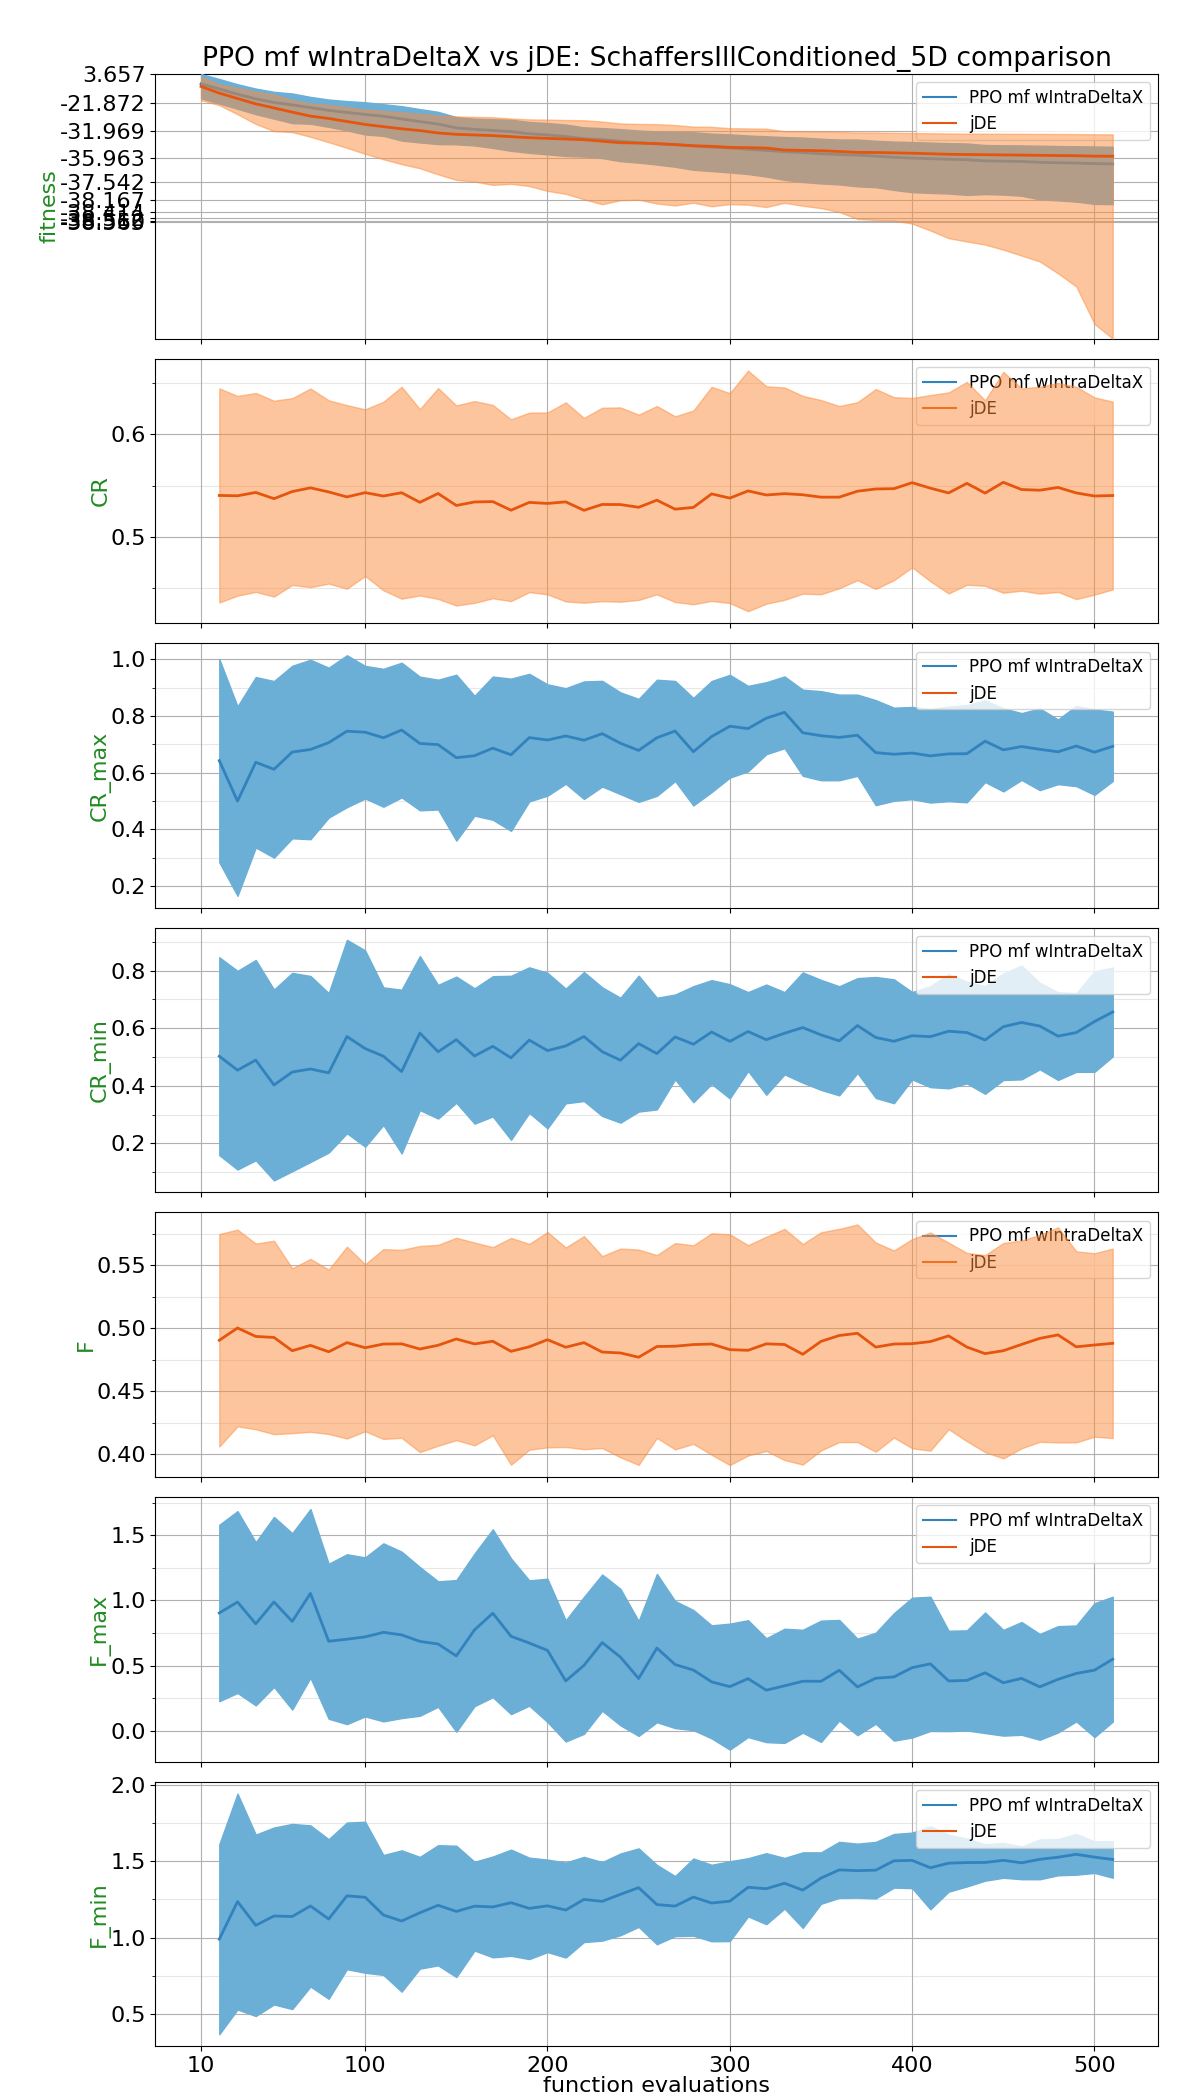 PPO mf wIntraDeltaX vs jDE: SchaffersIllConditioned_5D comparison
3.657
-21.872
-31.969
-35.963
-37.542
-38.167
-38.414
fitness
PPO mf wIntraDeltaX
jDE
0.6
0.5
CR
PPO mf wIntraDeltaX
jDE
1.0
0.8
0.6
0.4
0.2
CR_max
PPO mf wIntraDeltaX
jDE
0.8
0.6
0.4
0.2
CR_min
PPO mf wIntraDeltaX
jDE
0.55
0.50
0.45
0.40
F
PPO mf wIntraDeltaX
jDE
1.5
1.0
0.5
0.0
F_max
PPO mf wIntraDeltaX
jDE
2.0
1.5
1.0
0.5
F_min
PPO mf wIntraDeltaX
jDE
10 100 200 300 400 500
function evaluations